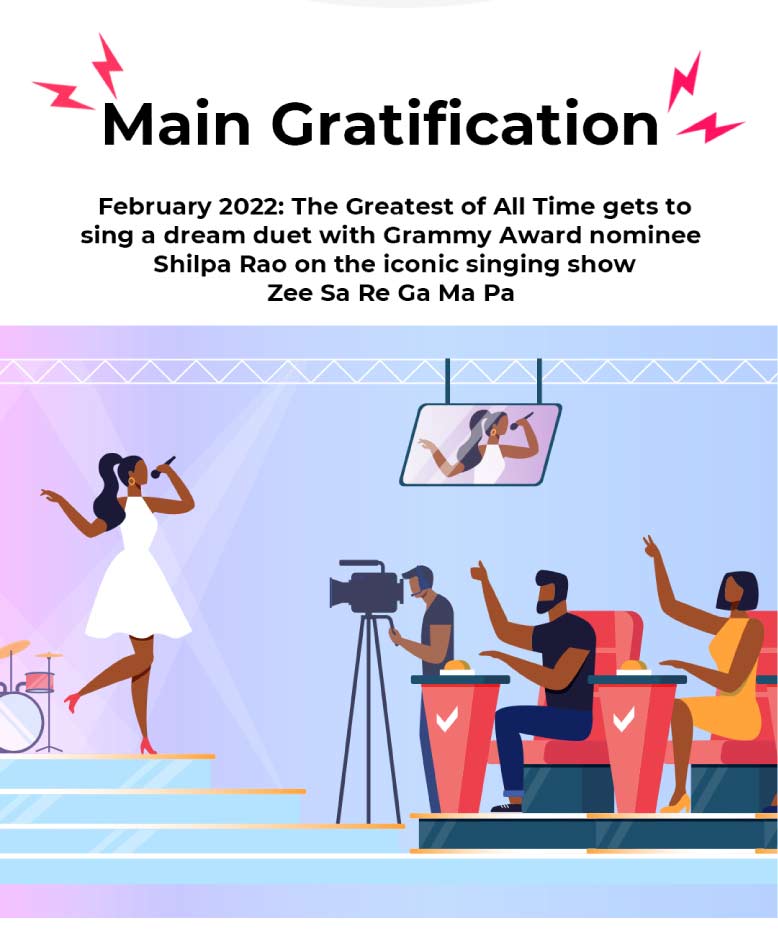 Main Gratification
February 2022: The Greatest of All Time gets to
sing a dream duet with Grammy Award nominee
Shilpa Rao on the iconic singing show
Zee Sa Re Ga Ma Pa